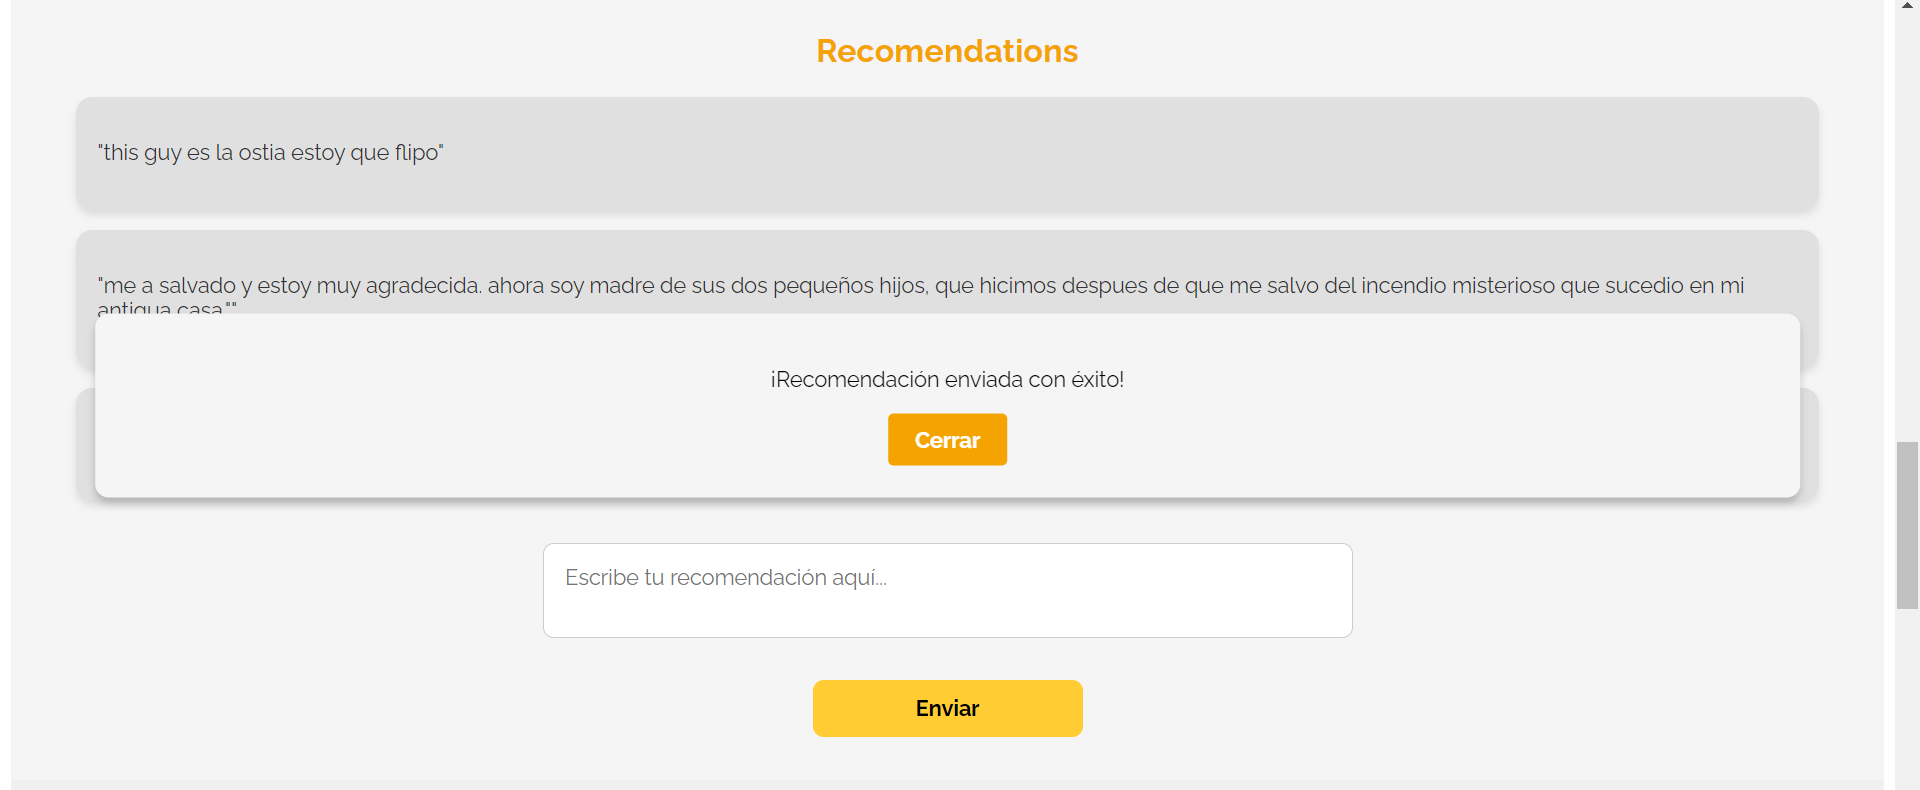 Recomendations
"this guy es la ostia estoy que flipo"
"me a salvado y estoy muy agradecida. ahora soy madre de sus dos pequeños hijos, que hicimos despues de que me salvo del incendio misterioso que sucedio en mi
antigua casa.""
¡Recomendación enviada con éxito!
Cerrar
Escribe tu recomendación aquí...
Enviar